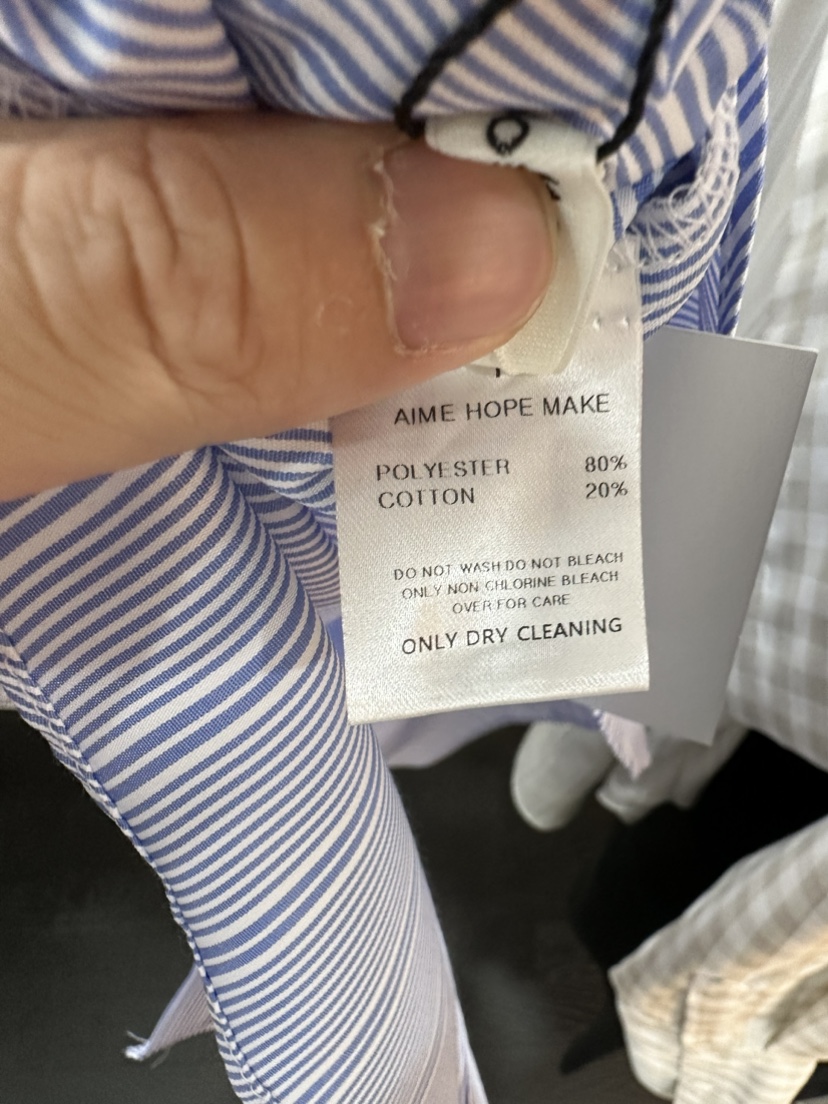 AIME HOPE MAKE
POLYESTER 80%
COTTON 20%
DO NOT WASH DO NOT BLEACH
ONLY NON CHLORINE BLEACH
OVER FOR CARE
ONLY DRY CLEANING